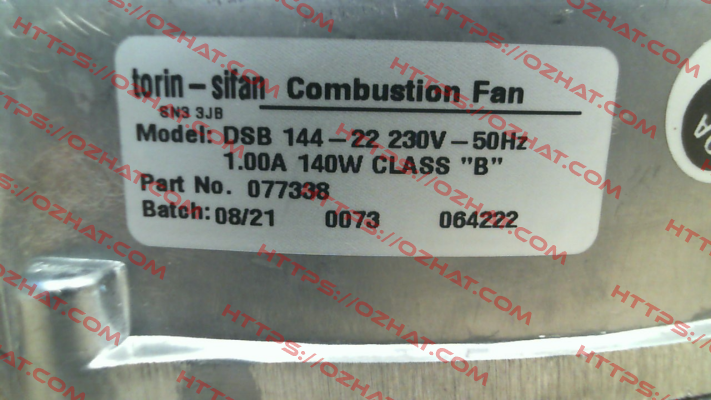 torin-sifan Combustion Fan
SN3 3JB
Model: DSB 144-22 230V-50Hz
1.00A 140W CLASS "B"
Part No. 077338
Batch: 08/21 0073 064222
HTTPS://OZHAT.COM